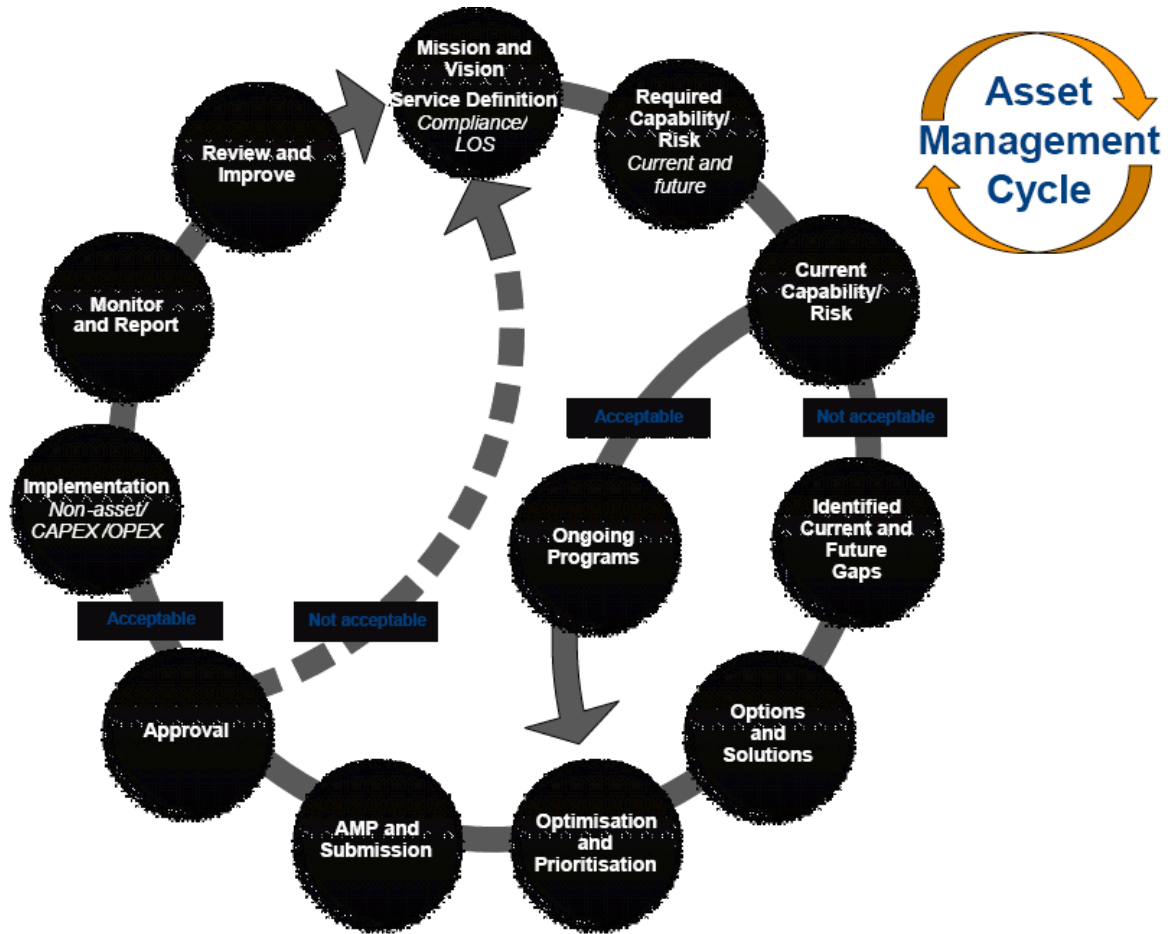 Mission and
Vision
Service Definition
Compliance/
LOS
Required
Capability/
Risk
Current and
future
Asset
Management
Cycle
Review and
Improve
Current
Capability/
Risk
Monitor
and Report
Acceptable
Not acceptable
Implementation
Non-asset/
CAPEX /OPEX
Ongoing
Programs
Identified
Current and
Future
Gaps
Acceptable
Not acceptable
Approval
Options
and
Solutions
AMP and
Submission
Optimisation
and
Prioritisation